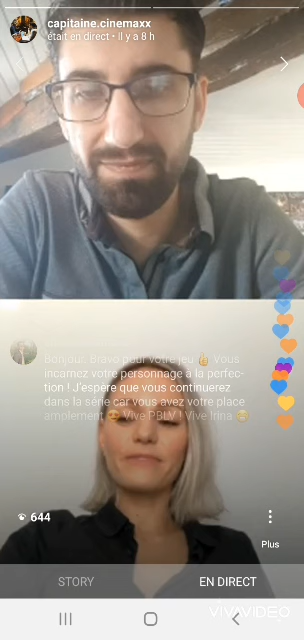 capitaine.cinemaxx
était en direct • Il y a 8 h
Bonjour. Bravo pour votre jeu 👍 Vous
incarnez votre personnage à la perfec-
tion ! J'espère que vous continuerez
dans la série car vous avez votre place
amplement 😍 Vive PBLV ! Vive Irina 😁
644
Plus
STORY
EN DIRECT
VIVAVIDEO